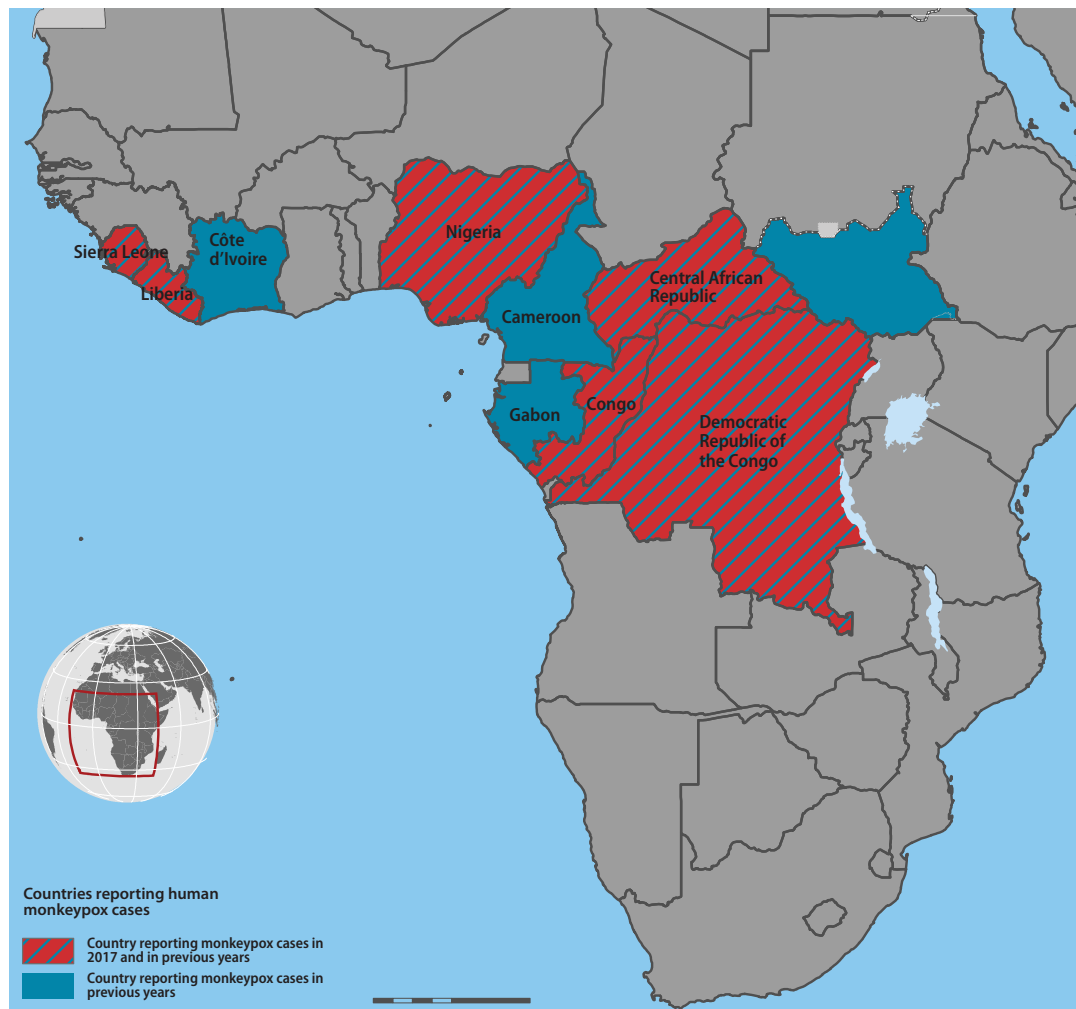 Nigeria
Côte
d'Ivoire
Sierra Leone
Liberia
Central African
Republic
Cameroon
Gabon
Congo
Democratic
Republic of
the Congo
Countries reporting human
monkeypox cases
Country reporting monkeypox cases in
2017 and in previous years
Country reporting monkeypox cases in
previous years